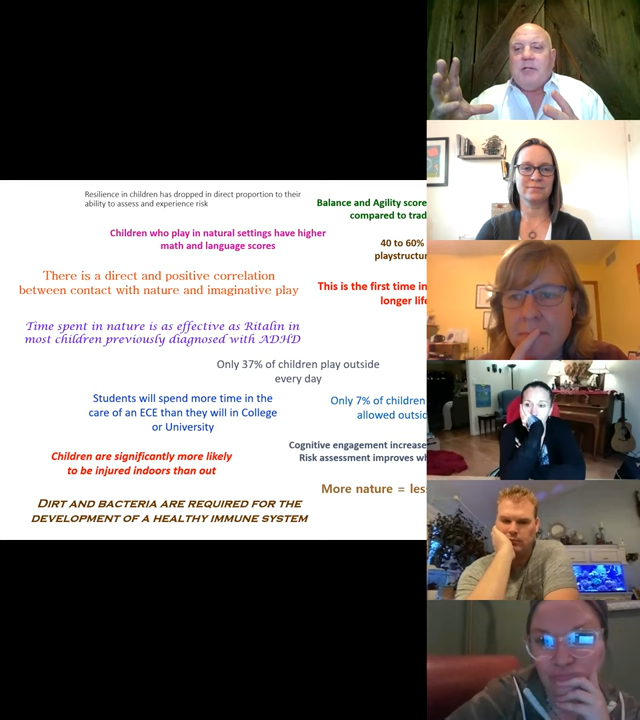 Resilience in children has dropped in direct proportion to their
ability to assess and experience risk
Children who play in natural settings have higher
math and language scores
There is a direct and positive correlation
between contact with nature and imaginative play
Time spent in nature is as effective as Ritalin in
most children previously diagnosed with ADHD
Only 37% of children play outside
every day
Students will spend more time in the
care of an ECE than they will in College
or University
Children are significantly more likely
to be injured indoors than out
DIRT AND BACTERIA ARE REQUIRED FOR THE
DEVELOPMENT OF A HEALTHY IMMUNE SYSTEM
Balance and Agility score
compared to trad
40 to 60%
playstructur
This is the first time in
longer life
Only 7% of children
allowed outsid
Cognitive engagement increase
Risk assessment improves wh
More nature = les